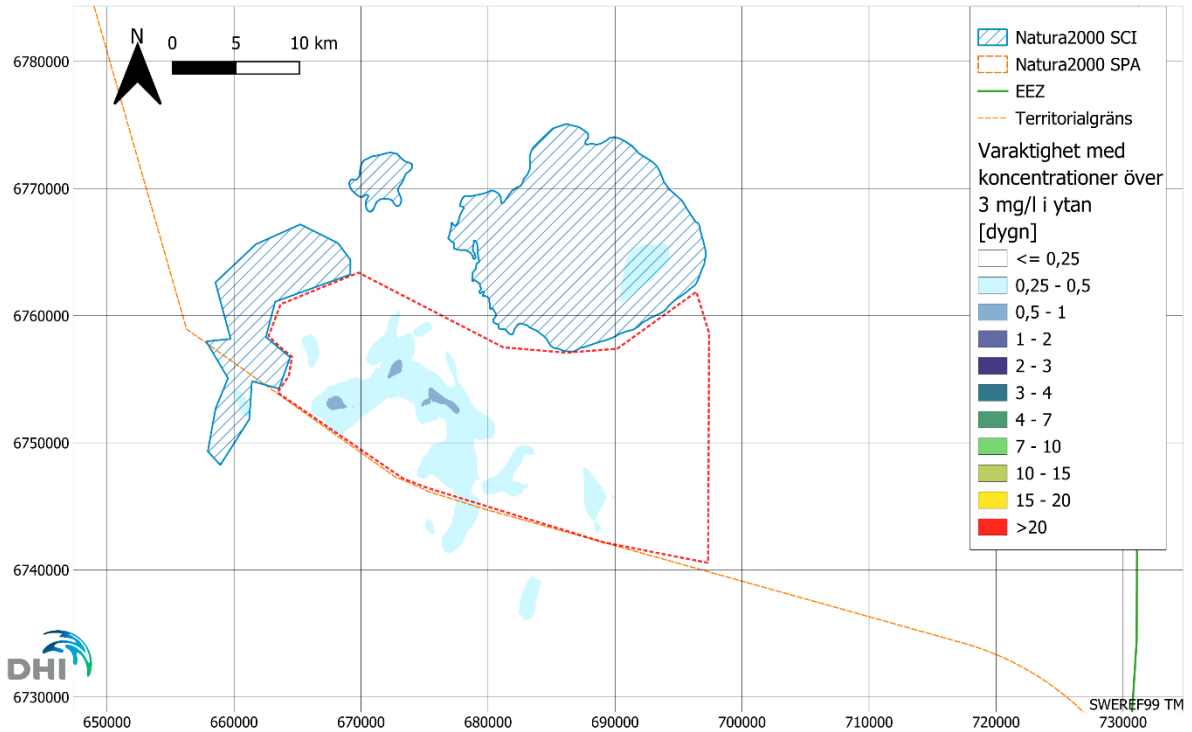 N
0 5 10 km
6780000
6770000
6760000
6750000
6740000
6730000
650000 660000 670000 680000 690000 700000 710000 720000 730000
Natura2000 SCI
Natura2000 SPA
EEZ
Territorialgräns
Varaktighet med
koncentrationer över
3 mg/l i ytan
[dygn]
<= 0,25
0,25 - 0,5
0,5 - 1
1 - 2
2 - 3
3 - 4
4 - 7
7 - 10
10 - 15
15 - 20
>20
DHI
SWEREF99 TM